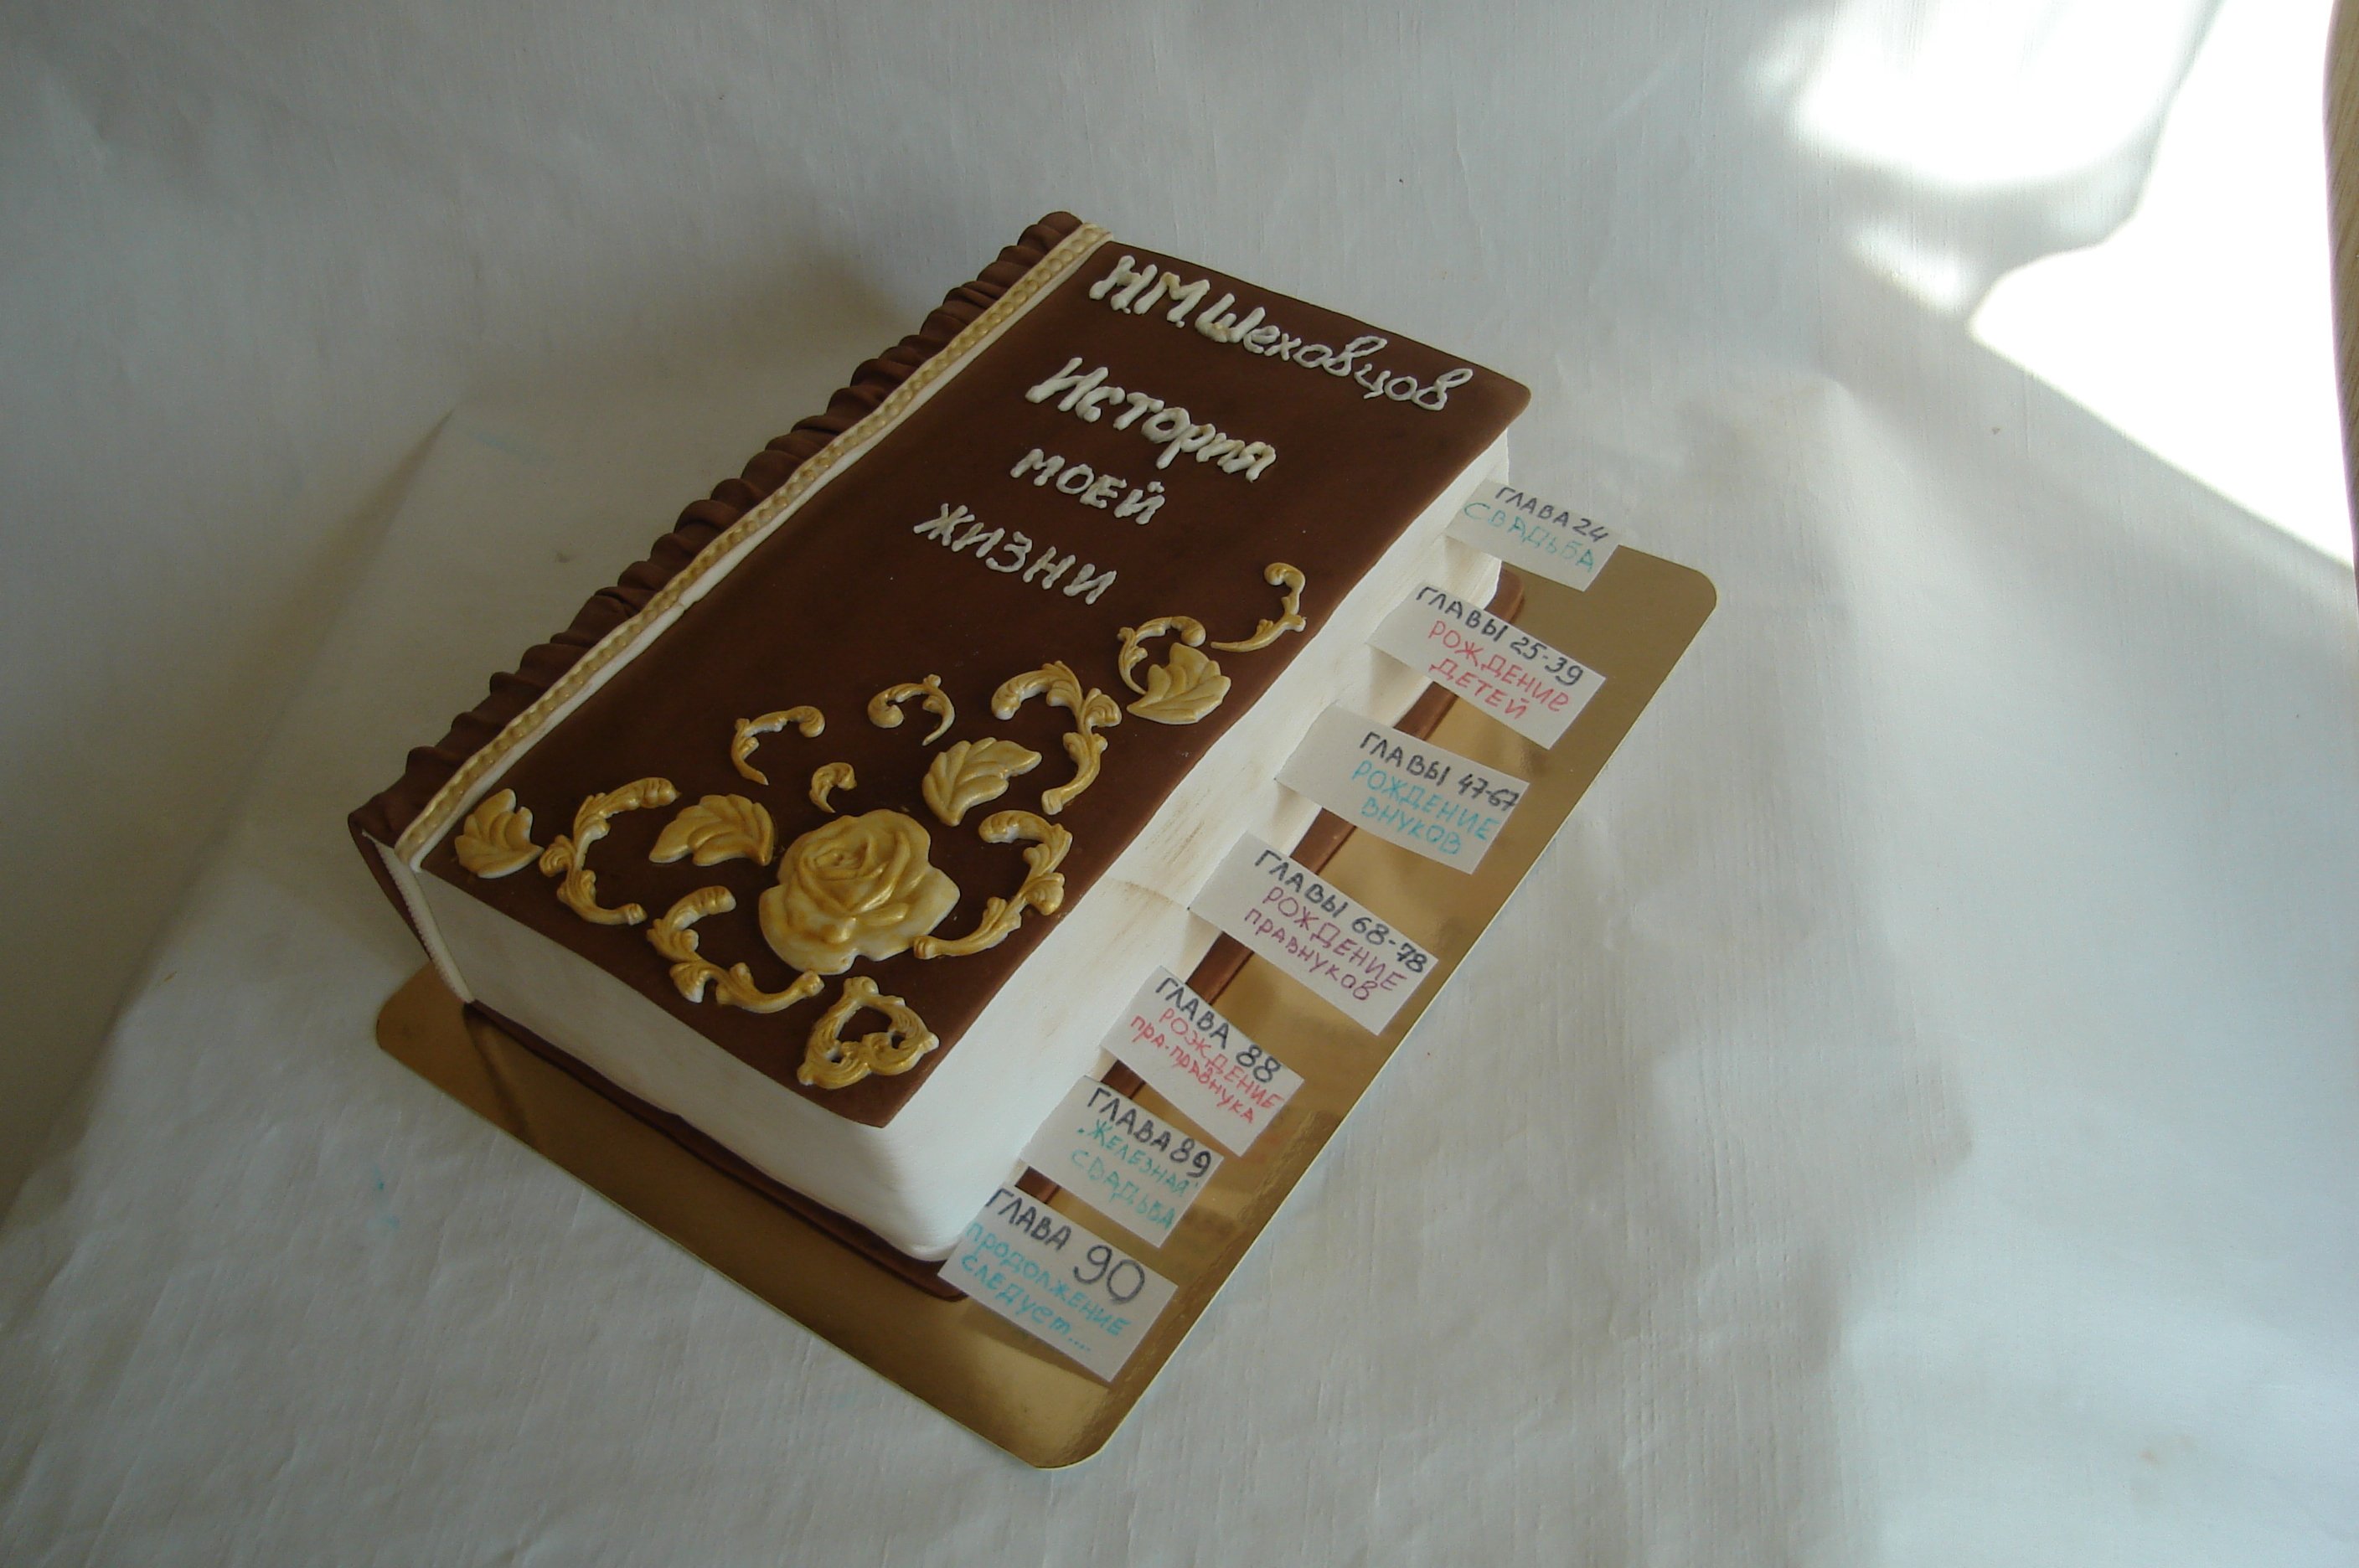 Н.М. Шеховцов
История
моей
жизни
ГЛАВА 24
СВАДЬБА
ГЛАВЫ 25-39
РОЖДЕНИЕ
ДЕТЕЙ
ГЛАВЫ 47-67
РОЖДЕНИЕ
ВНУКОВ
ГЛАВЫ 68-78
РОЖДЕНИЕ
правнуков
ГЛАВА 88
РОЖДЕНИЕ
пра-правнука
ГЛАВА 89
"ЖЕЛЕЗНАЯ"
СВАДЬБА
ГЛАВА 90
продолжение
следует....